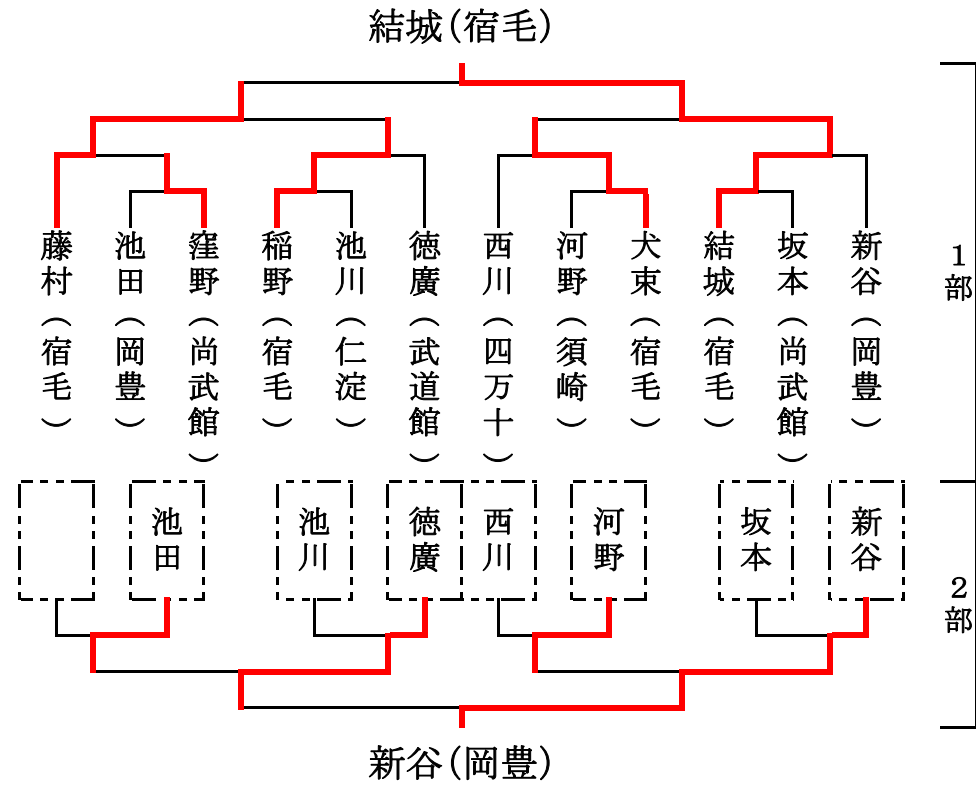 結城(宿毛)
藤村(宿毛)
池田(岡豊)
窪野(尚武館)
稲野(宿毛)
池川(仁淀)
徳廣(武道館)
西川(四万十)
河野(須崎)
犬束(宿毛)
結城(宿毛)
坂本(尚武館)
新谷(岡豊)
1部
池田
池川
徳廣
西川
河野
坂本
新谷
2部
新谷(岡豊)